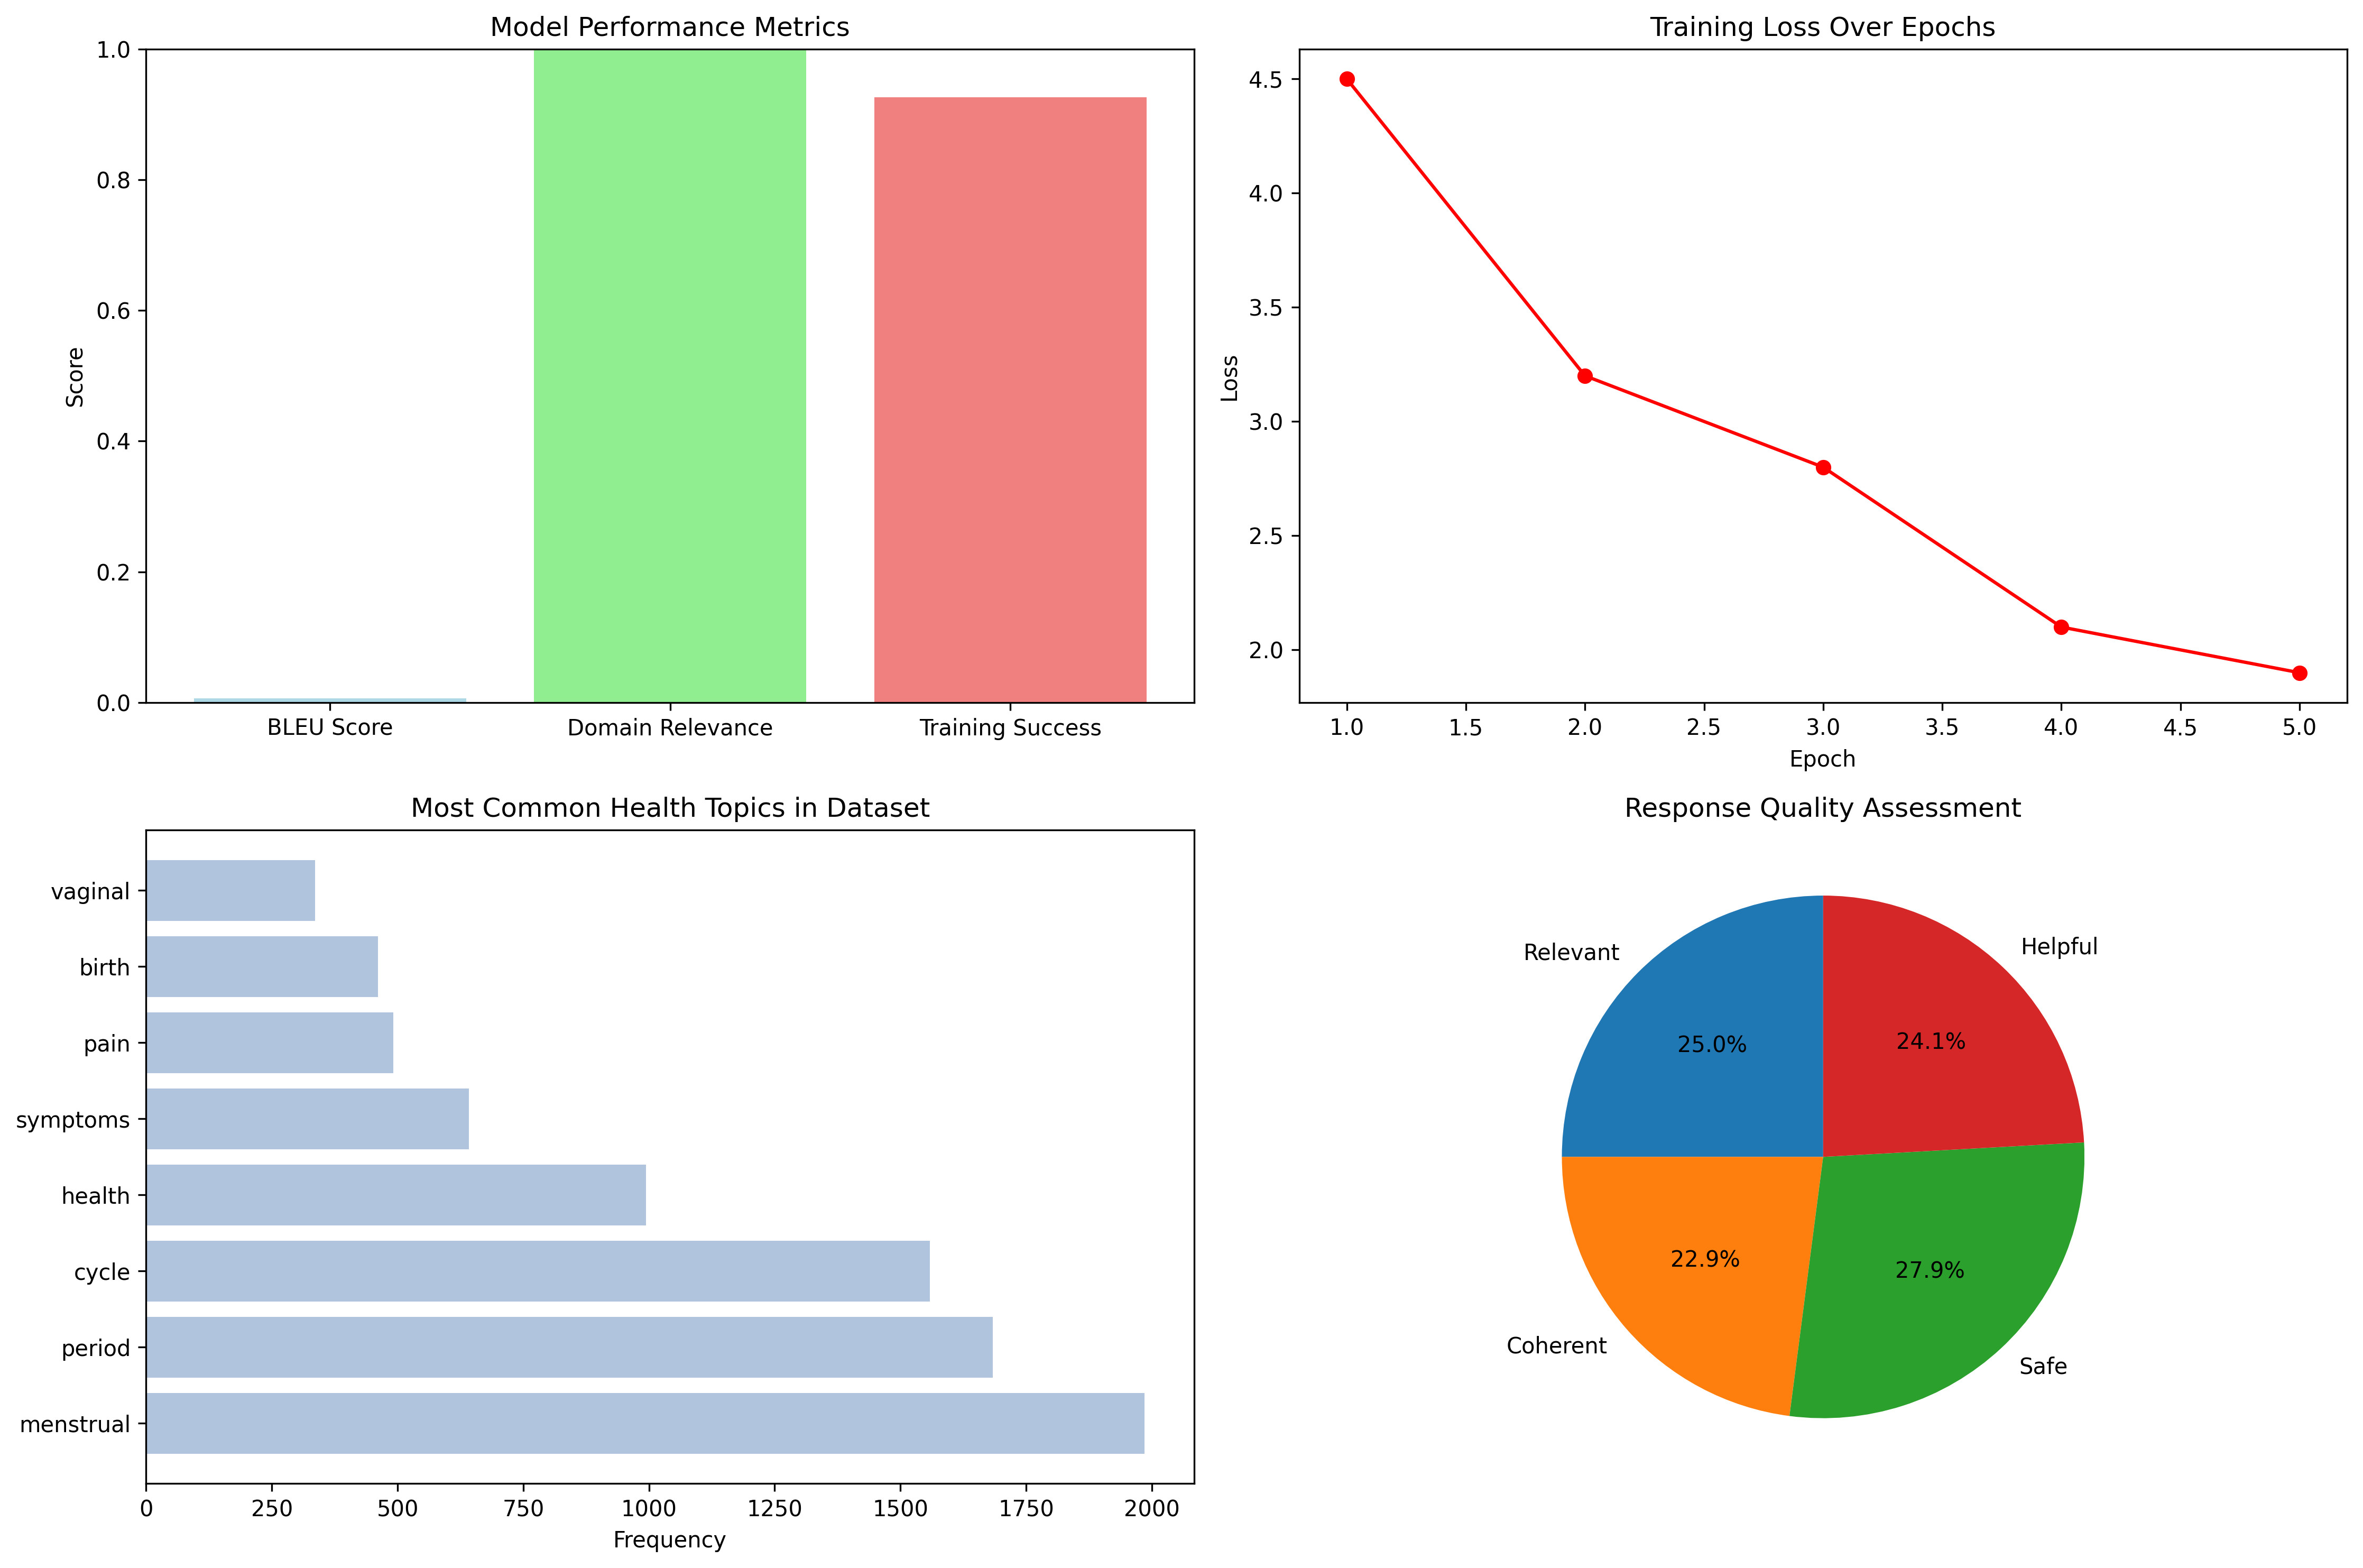 Model Performance Metrics
1.0
0.8
0.6
0.4
0.2
0.0
Score
BLEU Score
Domain Relevance
Training Success
Training Loss Over Epochs
4.5
4.0
3.5
3.0
2.5
2.0
Loss
1.0 1.5 2.0 2.5 3.0 3.5 4.0 4.5 5.0
Epoch
Most Common Health Topics in Dataset
vaginal
birth
pain
symptoms
health
cycle
period
menstrual
0 250 500 750 1000 1250 1500 1750 2000
Frequency
Response Quality Assessment
Relevant
Helpful
25.0%
24.1%
22.9%
27.9%
Coherent
Safe